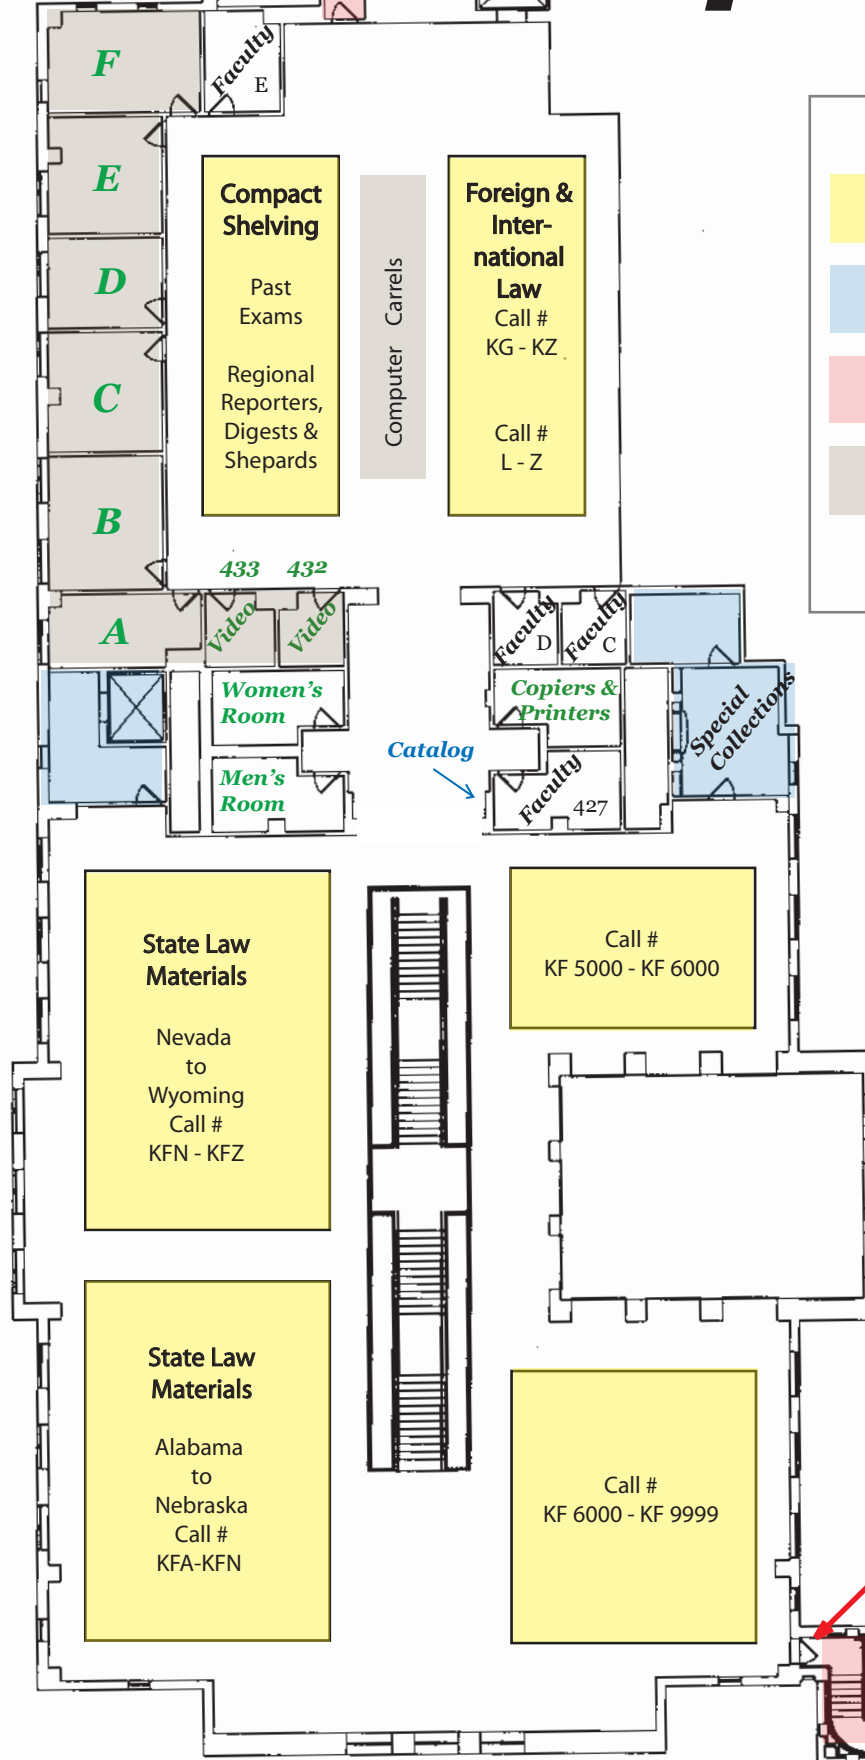 F
Faculty
E
E
D
C
B
A
Compact
Shelving
Past
Exams
Regional
Reporters,
Digests &
Shepards
Computer Carrels
Foreign &
Inter-
national
Law
Call #
KG - KZ
Call #
L - Z
433
432
Video
Video
Women's
Room
Men's
Room
Faculty
D
Faculty
C
Copiers &
Printers
Catalog
Faculty
427
Special
Collections
State Law
Materials
Nevada
to
Wyoming
Call #
KFN - KFZ
Call #
KF 5000 - KF 6000
State Law
Materials
Alabama
to
Nebraska
Call #
KFA-KFN
Call #
KF 6000 - KF 9999